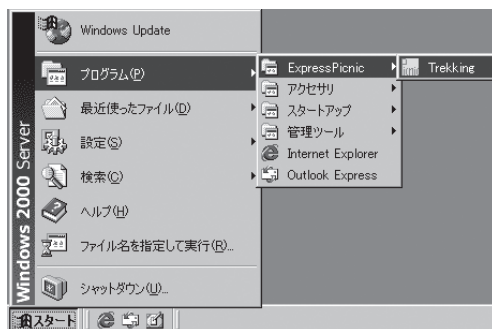 Windows Update
プログラム(P)
最近使ったファイル(D)
設定(S)
検索(C)
ヘルプ(H)
ファイル名を指定して実行(R)...
シャットダウン(U)...
Windows 2000 Server
スタート
ExpressPicnic
アクセサリ
スタートアップ
管理ツール
Internet Explorer
Outlook Express
Trekking